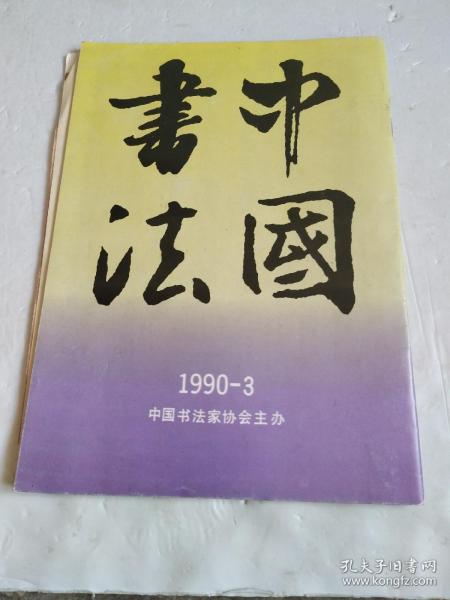 中國
書法
1990-3
中国书法家协会主办
孔夫子旧书网
www.kongfz.com